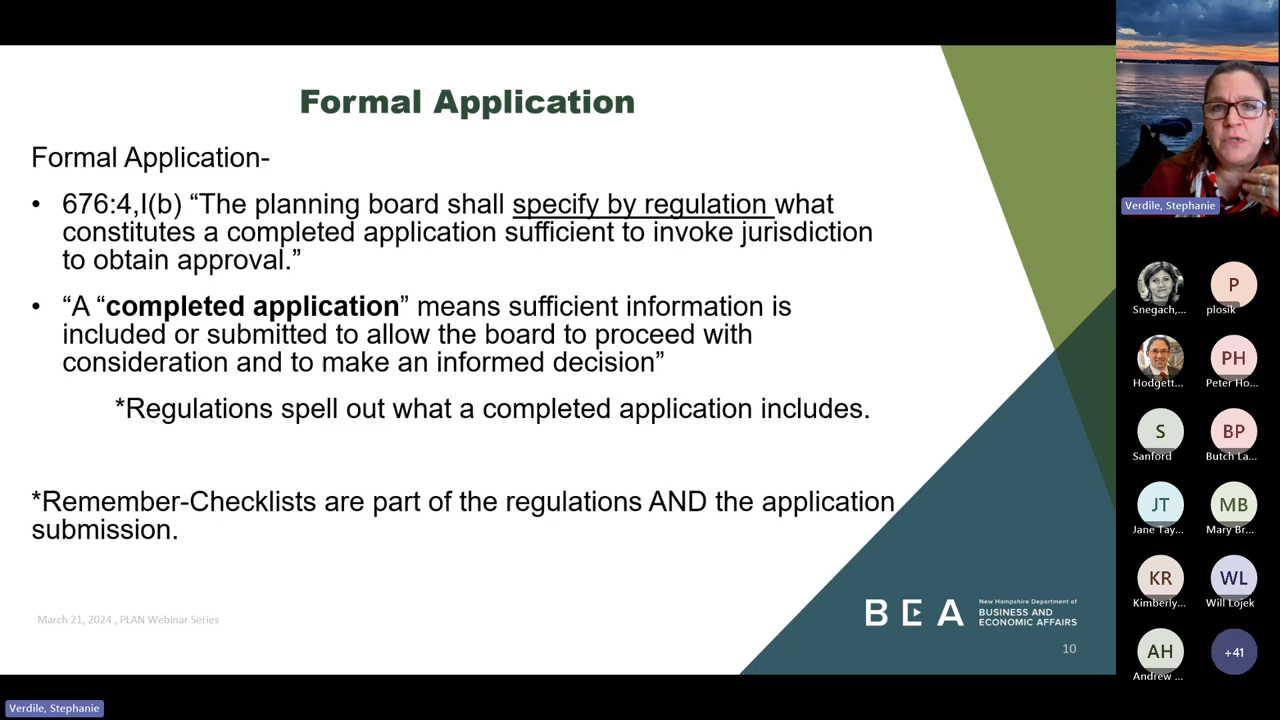 Formal Application
Formal Application-
• 676:4,I(b) “The planning board shall specify by regulation what
constitutes a completed application sufficient to invoke jurisdiction
to obtain approval.”
• “A “completed application” means sufficient information is
included or submitted to allow the board to proceed with
consideration and to make an informed decision”
*Regulations spell out what a completed application includes.
*Remember-Checklists are part of the regulations AND the application
submission.
March 21, 2024 , PLAN Webinar Series
BEA
New Hampshire Department of
BUSINESS AND
ECONOMIC AFFAIRS
10
Verdile, Stephanie
Snegach,...
P
plosik
Hodgett...
PH
Peter Ho...
S
Sanford
BP
Butch La...
JT
Jane Tay...
MB
Mary Br...
KR
Kimberly...
WL
Will Lojek
AH
Andrew ...
+41
Verdile, Stephanie